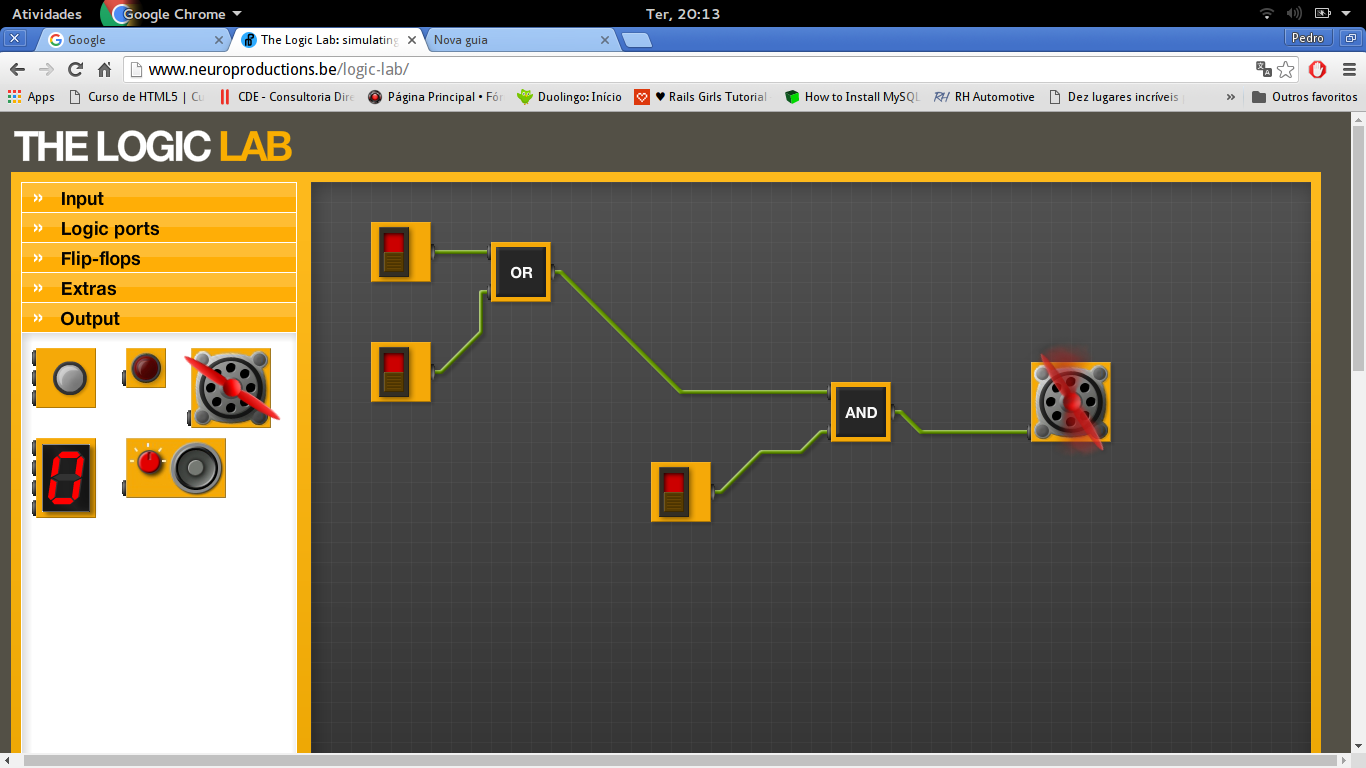 Atividades
Google Chrome
Ter, 20:13
Google
The Logic Lab: simulating
Nova guia
Pedro
www.neuroproductions.be/logic-lab/
Apps
Curso de HTML5 | Cu
CDE - Consultoria Dire
Página Principal • Fór
Duolingo: Início
♥ Rails Girls Tutorial
How to Install MySQL
RH
RH Automotive
Dez lugares incríveis
»
Outros favoritos
THE LOGIC LAB
Input
Logic ports
Flip-flops
Extras
Output
0
OR
AND